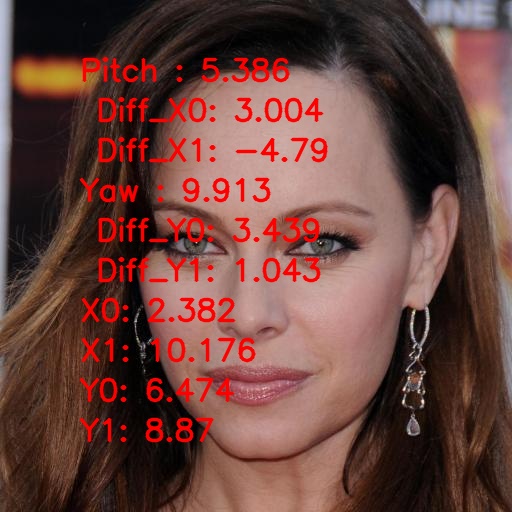 UNE
Pitch : 5.386
Diff_X0: 3.004
Diff_X1: -4.79
Yaw : 9.913
Diff_Y0: 3.439
Diff_Y1: 1.043
X0: 2.382
X1: 10.176
Y0: 6.474
Y1: 8.87